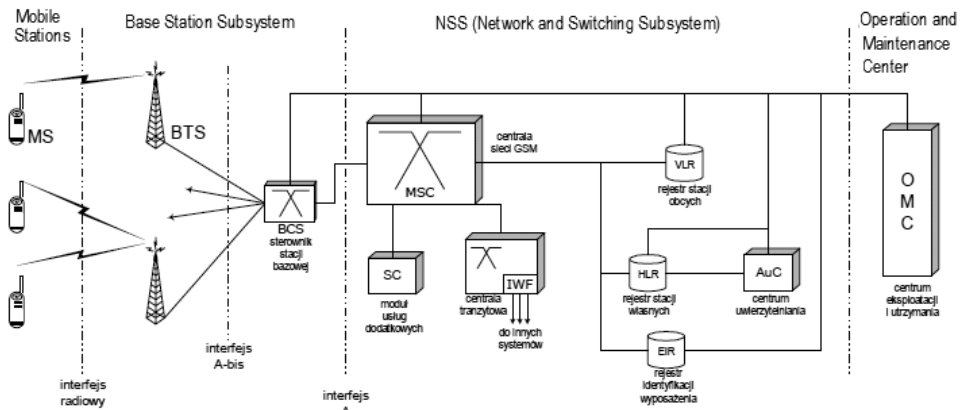 Mobile
Stations
Base Station Subsystem
NSS (Network and Switching Subsystem)
Operation and
Maintenance
Center
MS
BTS
BCS
sterownik
stacji
bazowej
MSC
centrala
sieci GSM
VLR
rejestr stacji
obcych
SC
moduł
usług
dodatkowych
IWF
centrala
tranzytowa
do innych
systemów
HLR
rejestr stacji
własnych
AuC
centrum
uwierzytelniania
EIR
rejestr
identyfikacji
wyposażenia
O
M
C
centrum
eksploatacji
i utrzymania
interfejs
radiowy
interfejs
A-bis
interfejs